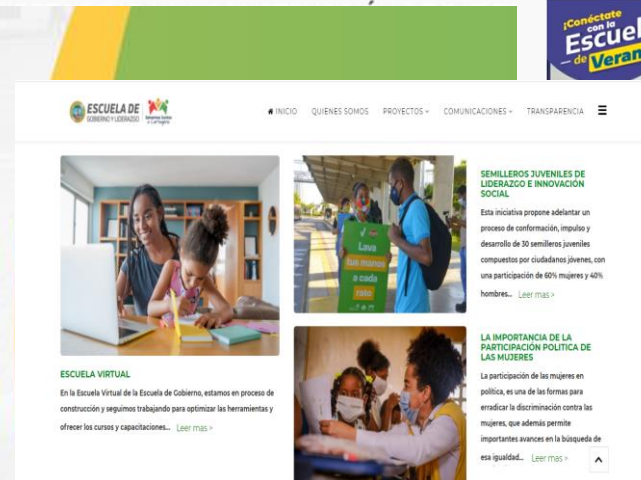 ¡Conéctate
con la
Escuel
de Veran
ESCUELA DE
GOBIERNO Y LIDERAZGO
INICIO QUIENES SOMOS PROYECTOS COMUNICACIONES TRANSPARENCIA
Lava
tus manos
a cada
rato
ESCUELA VIRTUAL
En la Escuela Virtual de la Escuela de Gobierno, estamos en proceso de
construcción y seguimos trabajando para optimizar las herramientas y
ofrecer los cursos y capacitaciones... Leer mas >
SEMILLEROS JUVENILES DE
LIDERAZGO E INNOVACIÓN
SOCIAL
Esta iniciativa propone adelantar un
proceso de conformación, impulso y
desarrollo de 30 semilleros juveniles
compuestos por ciudadanos jóvenes, con
una participación de 60% mujeres y 40%
hombres... Leer mas >
LA IMPORTANCIA DE LA
PARTICIPACIÓN POLITICA DE
LAS MUJERES
La participación de las mujeres en
política, es una de las formas para
erradicar la discriminación contra las
mujeres, que además permite
importantes avances en la búsqueda de
esa igualdad... Leer mas >